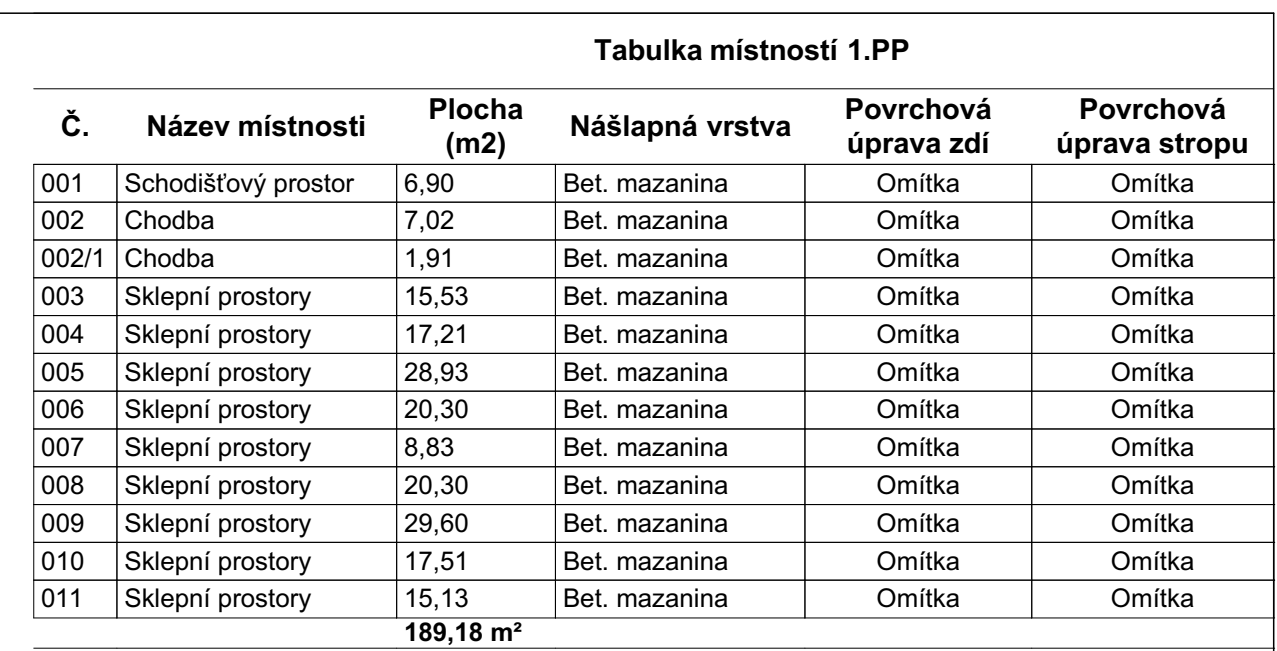 Tabulka místností 1.PP
Č. Název místnosti Plocha (m2) Nášlapná vrstva Povrchová úprava zdí Povrchová úprava stropu
001 Schodišťový prostor 6,90 Bet. mazanina Omítka Omítka
002 Chodba 7,02 Bet. mazanina Omítka Omítka
002/1 Chodba 1,91 Bet. mazanina Omítka Omítka
003 Sklepní prostory 15,53 Bet. mazanina Omítka Omítka
004 Sklepní prostory 17,21 Bet. mazanina Omítka Omítka
005 Sklepní prostory 28,93 Bet. mazanina Omítka Omítka
006 Sklepní prostory 20,30 Bet. mazanina Omítka Omítka
007 Sklepní prostory 8,83 Bet. mazanina Omítka Omítka
008 Sklepní prostory 20,30 Bet. mazanina Omítka Omítka
009 Sklepní prostory 29,60 Bet. mazanina Omítka Omítka
010 Sklepní prostory 17,51 Bet. mazanina Omítka Omítka
011 Sklepní prostory 15,13 Bet. mazanina Omítka Omítka
189,18 m²